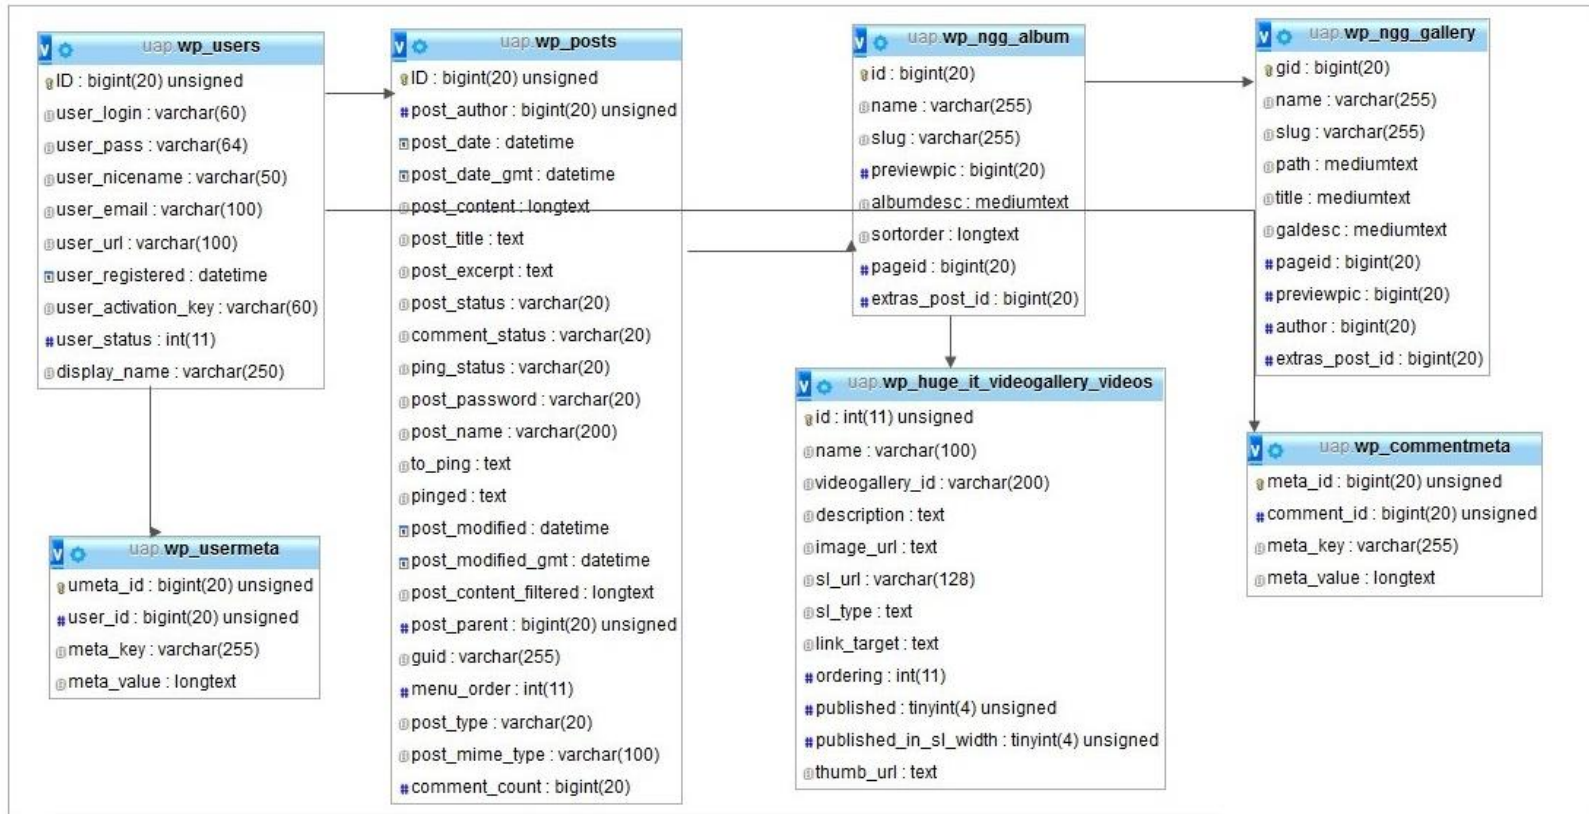 uap.wp_users
ID : bigint(20) unsigned
user_login : varchar(60)
user_pass : varchar(64)
user_nicename : varchar(50)
user_email : varchar(100)
user_url : varchar(100)
user_registered : datetime
user_activation_key : varchar(60)
user_status : int(11)
display_name : varchar(250)
uap.wp_usermeta
umeta_id : bigint(20) unsigned
user_id : bigint(20) unsigned
meta_key : varchar(255)
meta_value : longtext
uap.wp_posts
ID : bigint(20) unsigned
post_author : bigint(20) unsigned
post_date : datetime
post_date_gmt : datetime
post_content : longtext
post_title : text
post_excerpt : text
post_status : varchar(20)
comment_status : varchar(20)
ping_status : varchar(20)
post_password : varchar(20)
post_name : varchar(200)
to_ping : text
pinged : text
post_modified : datetime
post_modified_gmt : datetime
post_content_filtered : longtext
post_parent : bigint(20) unsigned
guid : varchar(255)
menu_order : int(11)
post_type : varchar(20)
post_mime_type : varchar(100)
comment_count : bigint(20)
uap.wp_ngg_album
id : bigint(20)
name : varchar(255)
slug : varchar(255)
previewpic : bigint(20)
albumdesc : mediumtext
sortorder : longtext
pageid : bigint(20)
extras_post_id : bigint(20)
uap.wp_huge_it_videogallery_videos
id : int(11) unsigned
name : varchar(100)
videogallery_id : varchar(200)
description : text
image_url : text
sl_url : varchar(128)
sl_type : text
link_target : text
ordering : int(11)
published : tinyint(4) unsigned
published_in_sl_width : tinyint(4) unsigned
thumb_url : text
uap.wp_ngg_gallery
gid : bigint(20)
name : varchar(255)
slug : varchar(255)
path : mediumtext
title : mediumtext
galdesc : mediumtext
pageid : bigint(20)
previewpic : bigint(20)
author : bigint(20)
extras_post_id : bigint(20)
uap.wp_commentmeta
meta_id : bigint(20) unsigned
comment_id : bigint(20) unsigned
meta_key : varchar(255)
meta_value : longtext